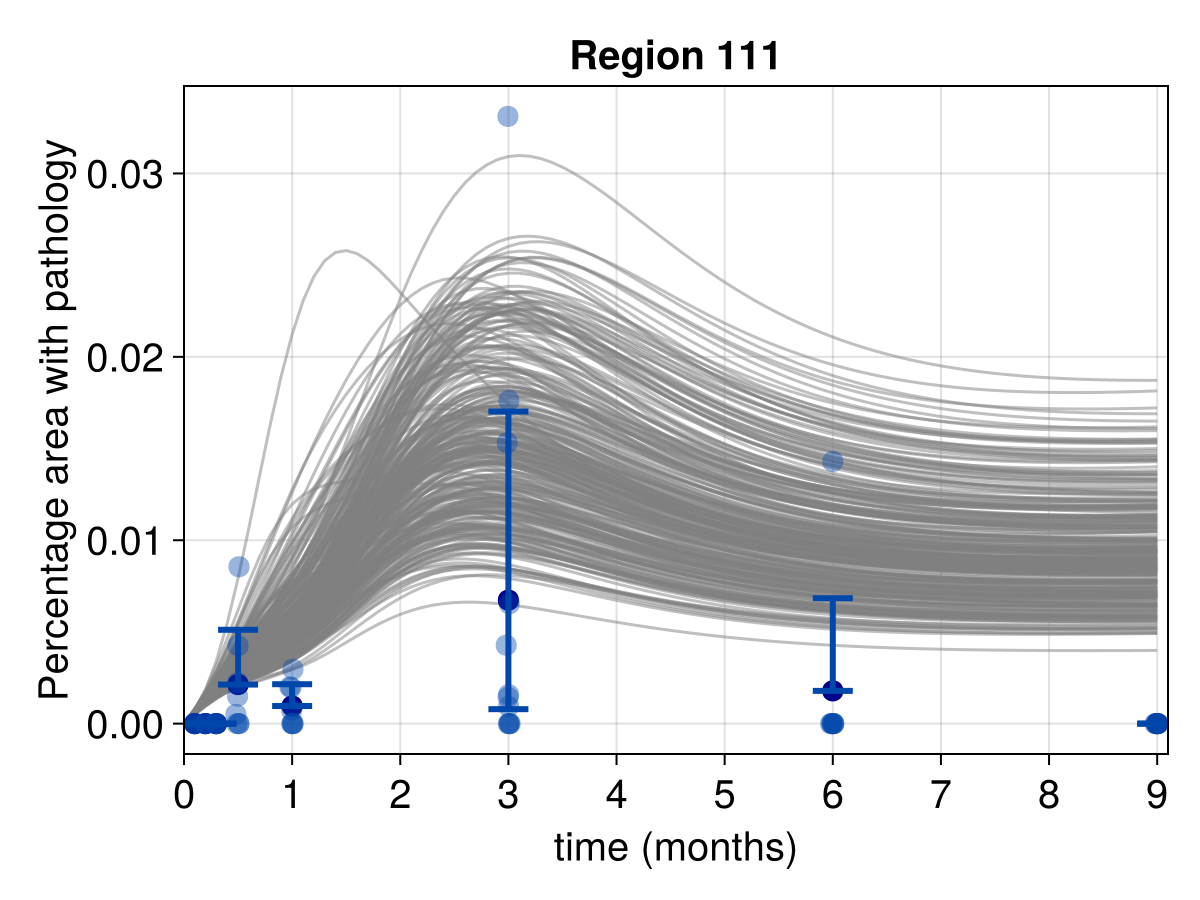 Region 111
Percentage area with pathology
0.03
0.02
0.01
0.00
0 1 2 3 4 5 6 7 8 9
time (months)